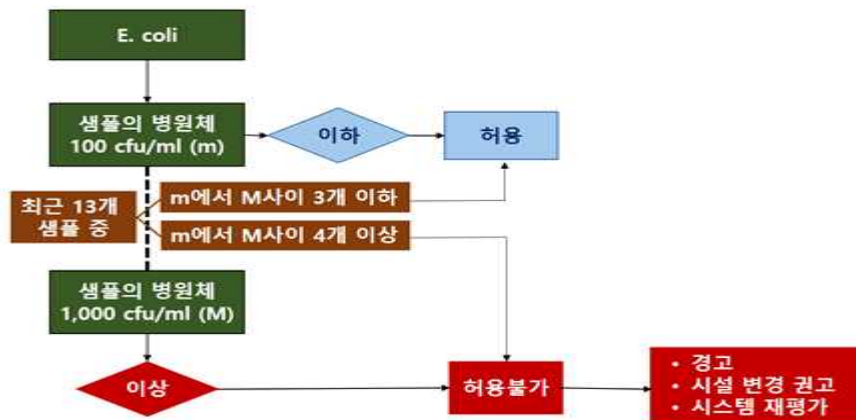 E. coli
샘플의 병원체
100 cfu/ml (m)
이하
허용
최근 13개
샘플 중
m에서 M사이 3개 이하
m에서 M사이 4개 이상
샘플의 병원체
1,000 cfu/ml (M)
이상
허용불가
• 경고
• 시설 변경 권고
• 시스템 재평가